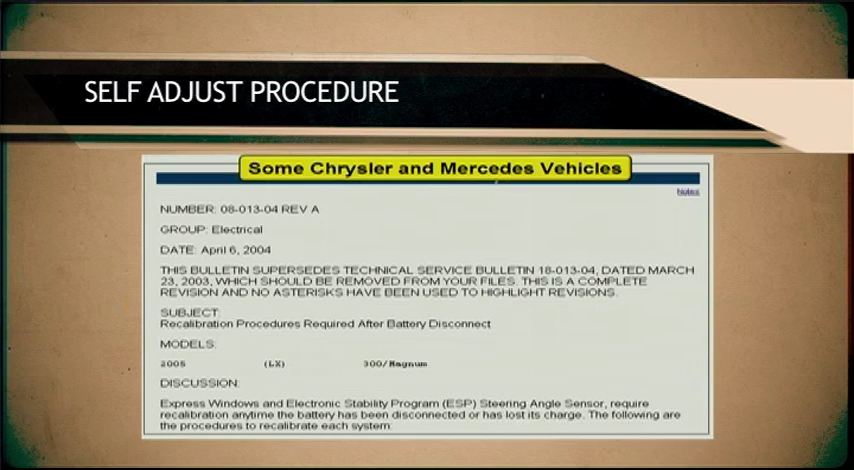 SELF ADJUST PROCEDURE
Some Chrysler and Mercedes Vehicles
Notes
NUMBER: 08-013-04 REV A
GROUP: Electrical
DATE: April 6, 2004
THIS BULLETIN SUPERSEDES TECHNICAL SERVICE BULLETIN 18-013-04, DATED MARCH
23, 2003, WHICH SHOULD BE REMOVED FROM YOUR FILES. THIS IS A COMPLETE
REVISION AND NO ASTERISKS HAVE BEEN USED TO HIGHLIGHT REVISIONS.
SUBJECT:
Recalibration Procedures Required After Battery Disconnect
MODELS:
2005 (LX) 300/Magnum
DISCUSSION:
Express Windows and Electronic Stability Program (ESP) Steering Angle Sensor, require
recalibration anytime the battery has been disconnected or has lost its charge. The following are
the procedures to recalibrate each system: